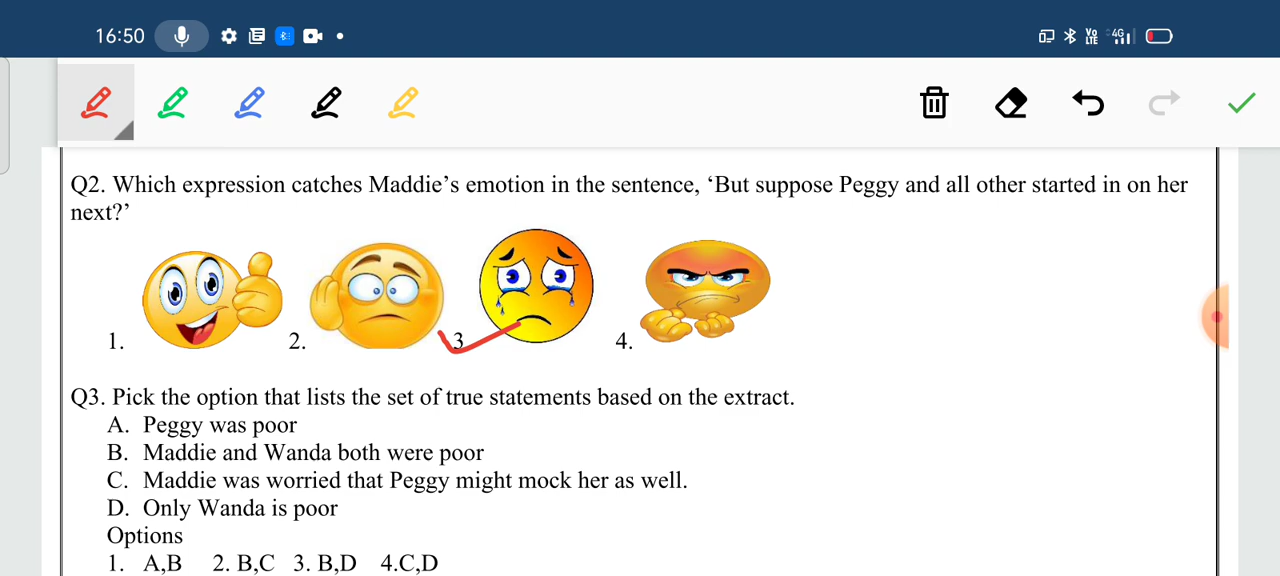 16:50
Vo LTE 4G
Q2. Which expression catches Maddie’s emotion in the sentence, ‘But suppose Peggy and all other started in on her
next?’
1. 2. 3 4.
Q3. Pick the option that lists the set of true statements based on the extract.
A. Peggy was poor
B. Maddie and Wanda both were poor
C. Maddie was worried that Peggy might mock her as well.
D. Only Wanda is poor
Options
1. A,B 2. B,C 3. B,D 4.C,D